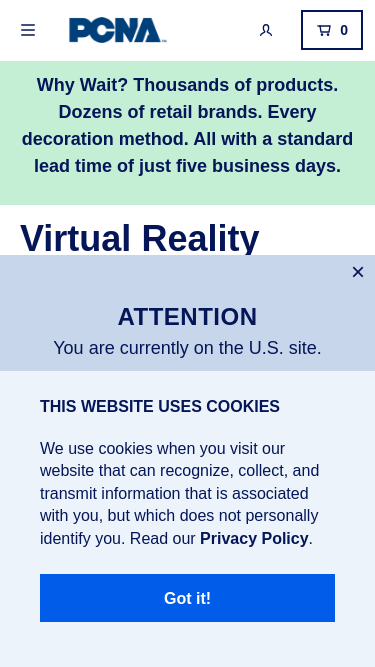 PCNA
0
Why Wait? Thousands of products.
Dozens of retail brands. Every
decoration method. All with a standard
lead time of just five business days.
Virtual Reality
ATTENTION
You are currently on the U.S. site.
THIS WEBSITE USES COOKIES
We use cookies when you visit our
website that can recognize, collect, and
transmit information that is associated
with you, but which does not personally
identify you. Read our Privacy Policy.
Got it!